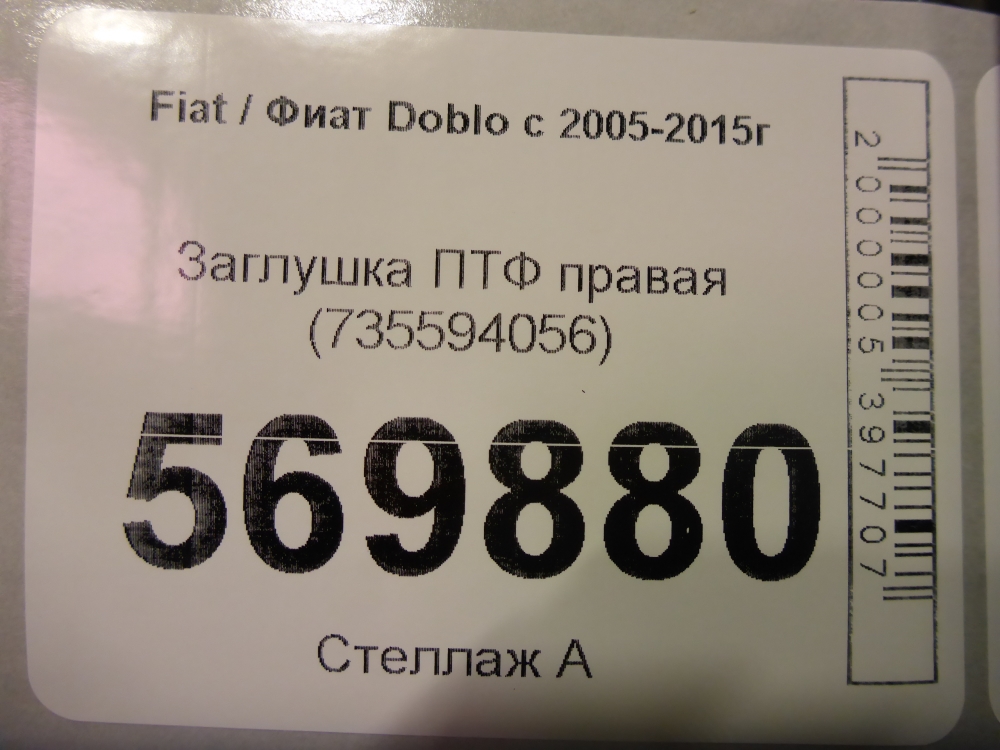 Fiat / Фиат Doblo с 2005-2015г
Заглушка ПТФ правая
(735594056)
569880
Стеллаж А
2000005397707